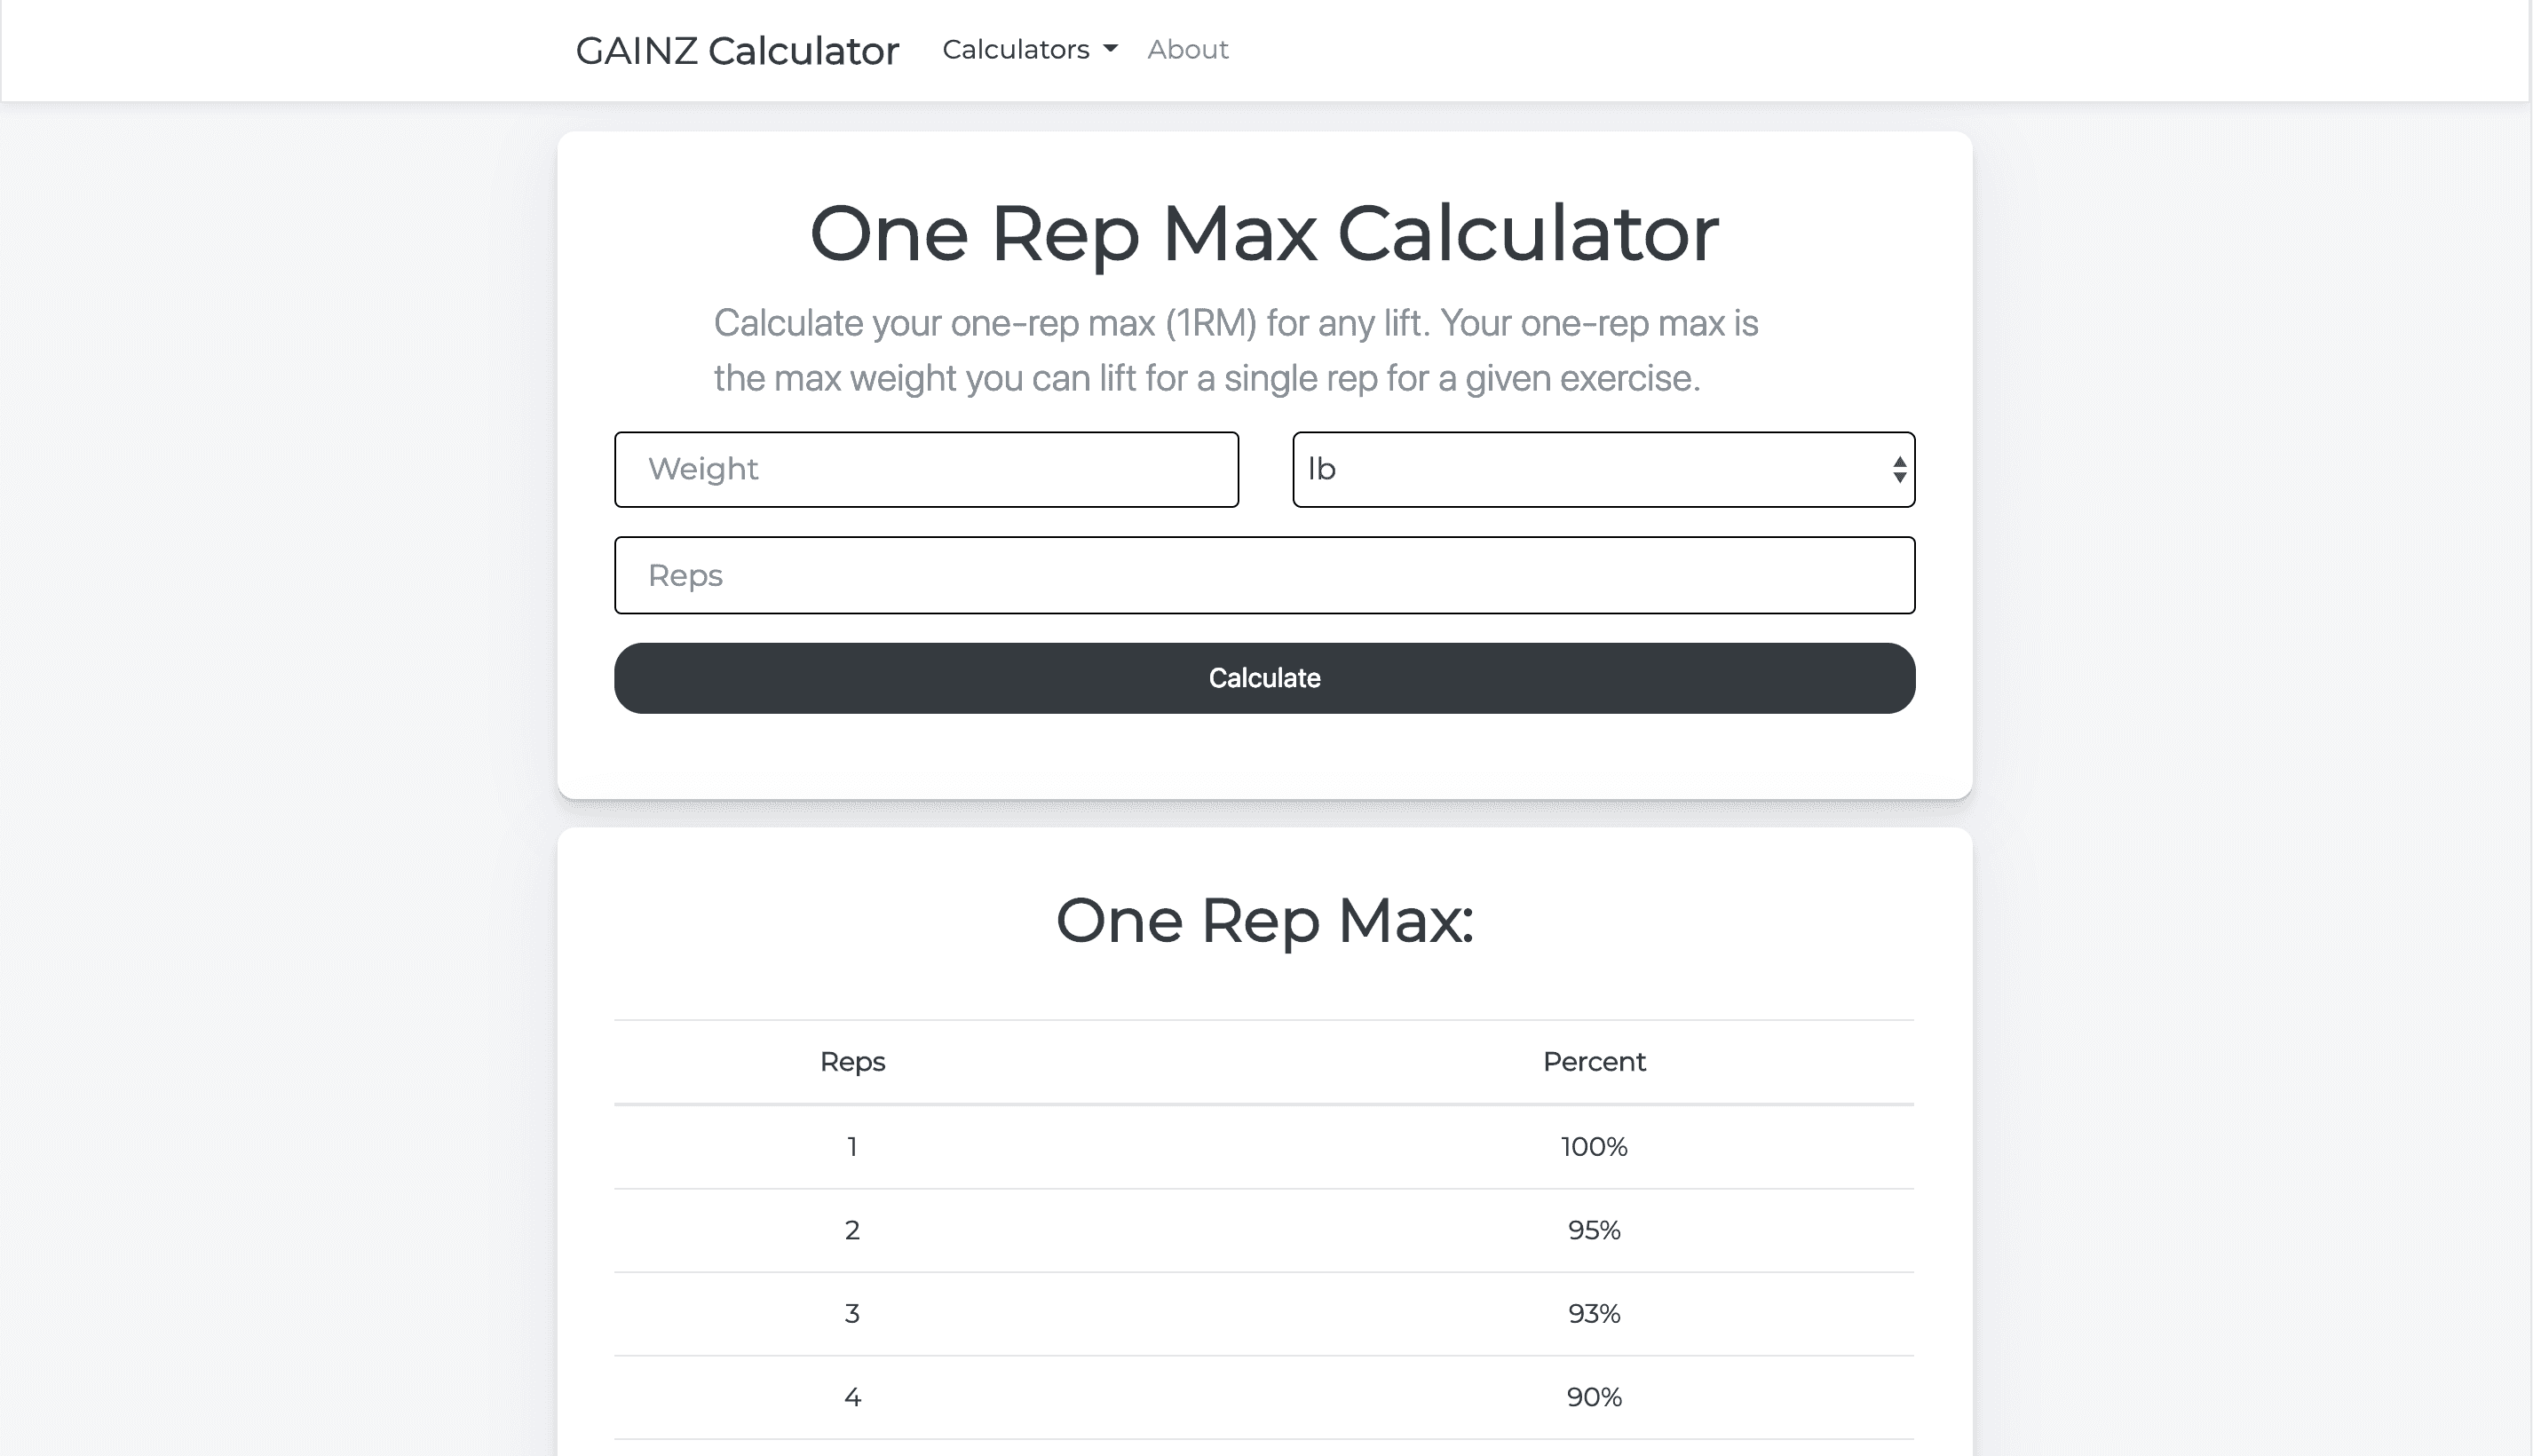 GAINZ Calculator Calculators About
One Rep Max Calculator
Calculate your one-rep max (1RM) for any lift. Your one-rep max is
the max weight you can lift for a single rep for a given exercise.
Weight lb
Reps
Calculate
One Rep Max:
Reps Percent
1 100%
2 95%
3 93%
4 90%